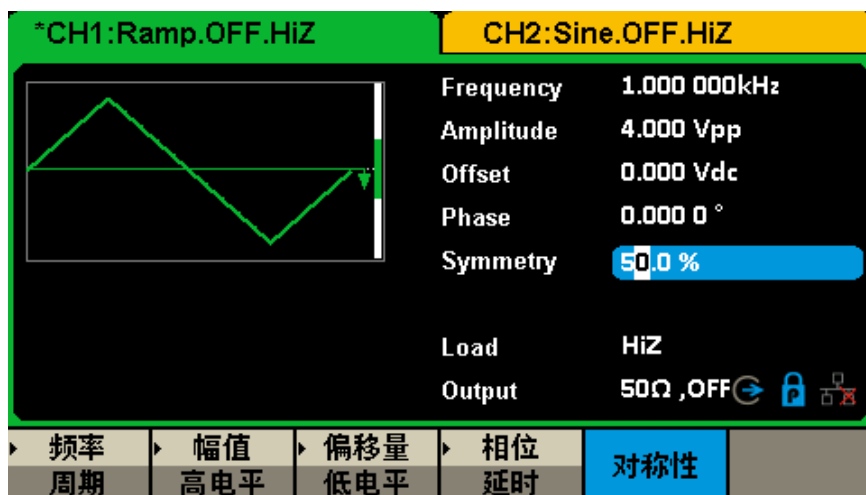 *CH1:Ramp.OFF.HiZ CH2:Sine.OFF.HiZ
Frequency 1.000 000kHz
Amplitude 4.000 Vpp
Offset 0.000 Vdc
Phase 0.000 0 °
Symmetry 50.0 %
Load HiZ
Output 50Ω ,OFF P
频率 幅值 偏移量 相位 对称性
周期 高电平 低电平 延时